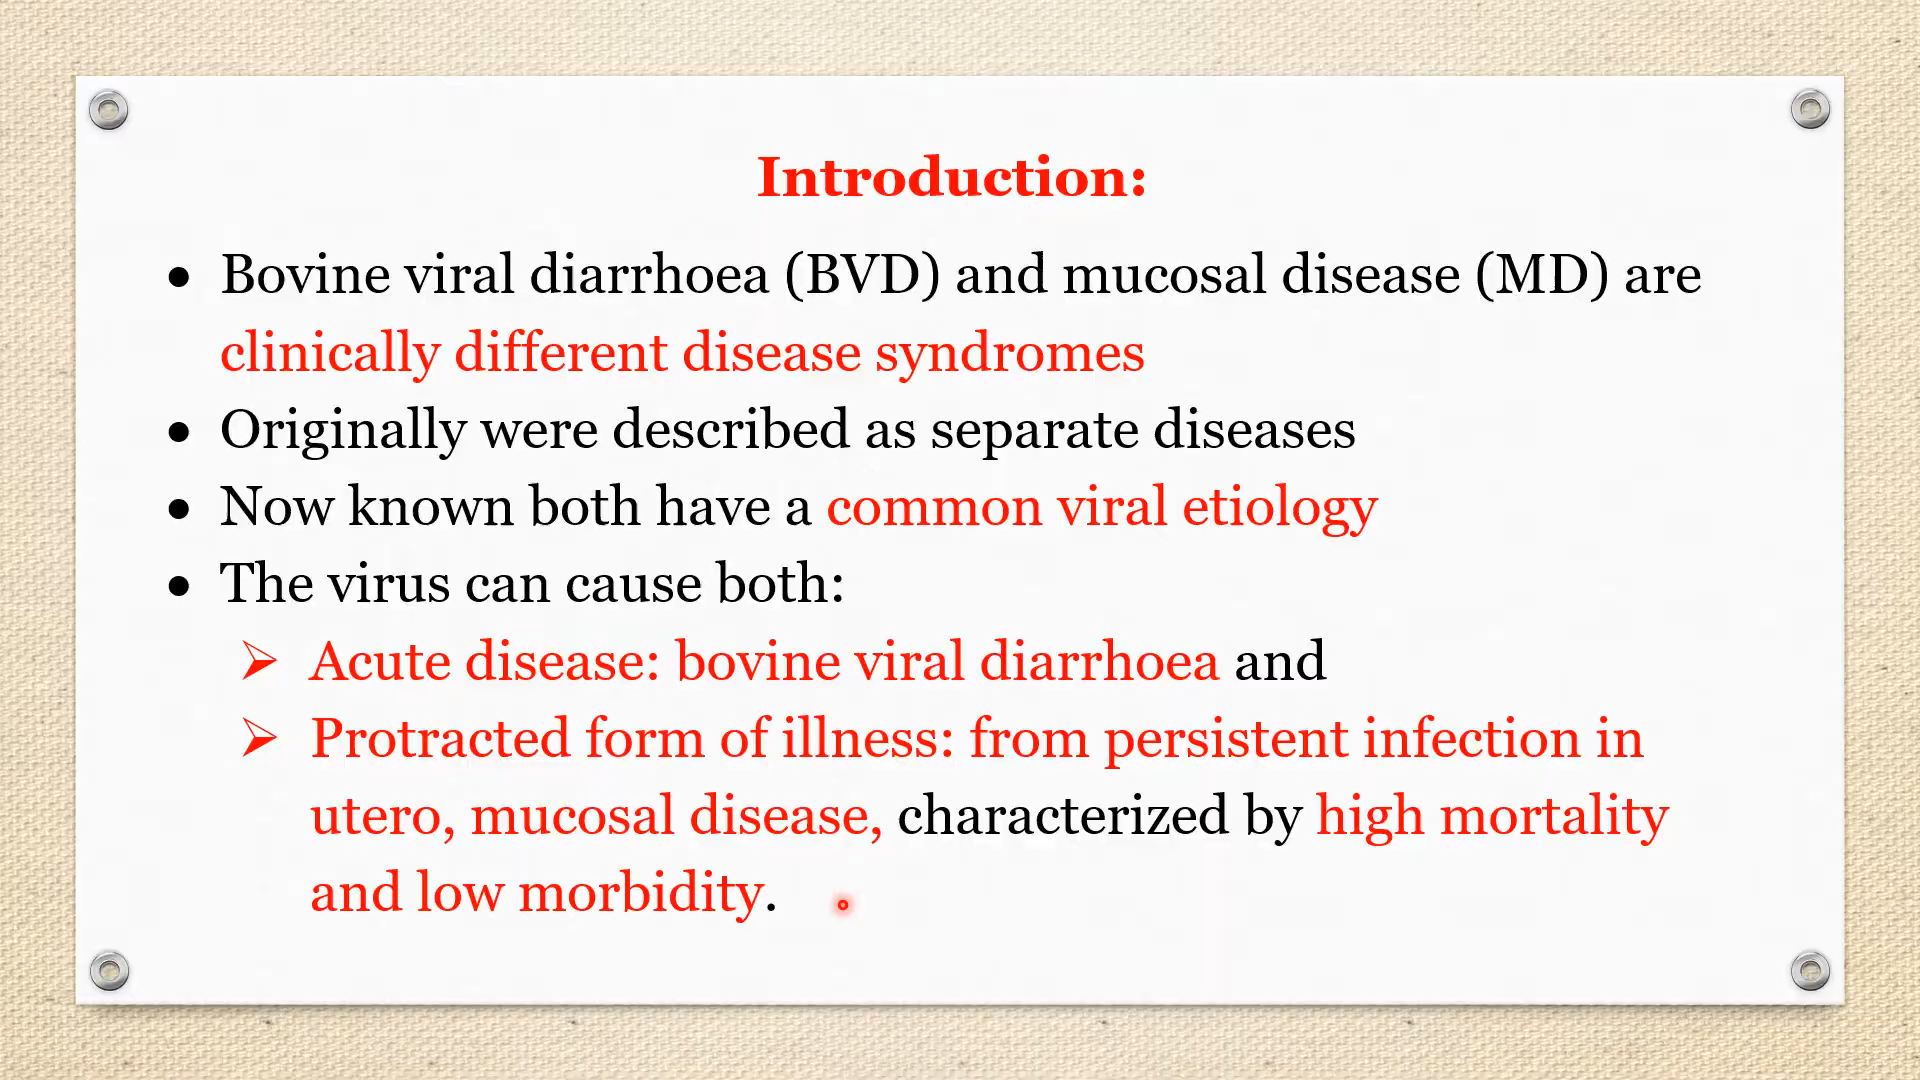 Introduction:
• Bovine viral diarrhoea (BVD) and mucosal disease (MD) are
clinically different disease syndromes
• Originally were described as separate diseases
• Now known both have a common viral etiology
• The virus can cause both:
➢ Acute disease: bovine viral diarrhoea and
➢ Protracted form of illness: from persistent infection in
utero, mucosal disease, characterized by high mortality
and low morbidity.